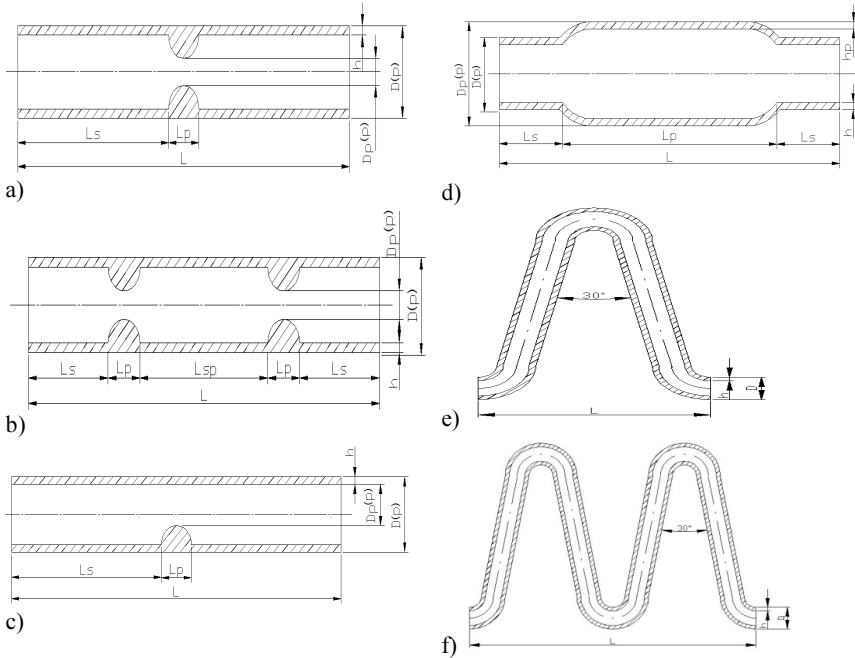 h
D(p)
Dp(p)
Ls
Lp
L
a)
Dp(p)
D(p)
h
Ls
Lp
Lsp
Lp
Ls
L
b)
h
Dp(p)
D(p)
Ls
Lp
L
c)
Dp(p)
D(p)
hp
h
Ls
Lp
Ls
L
d)
30°
h
D
L
e)
30°
h
D
L
f)